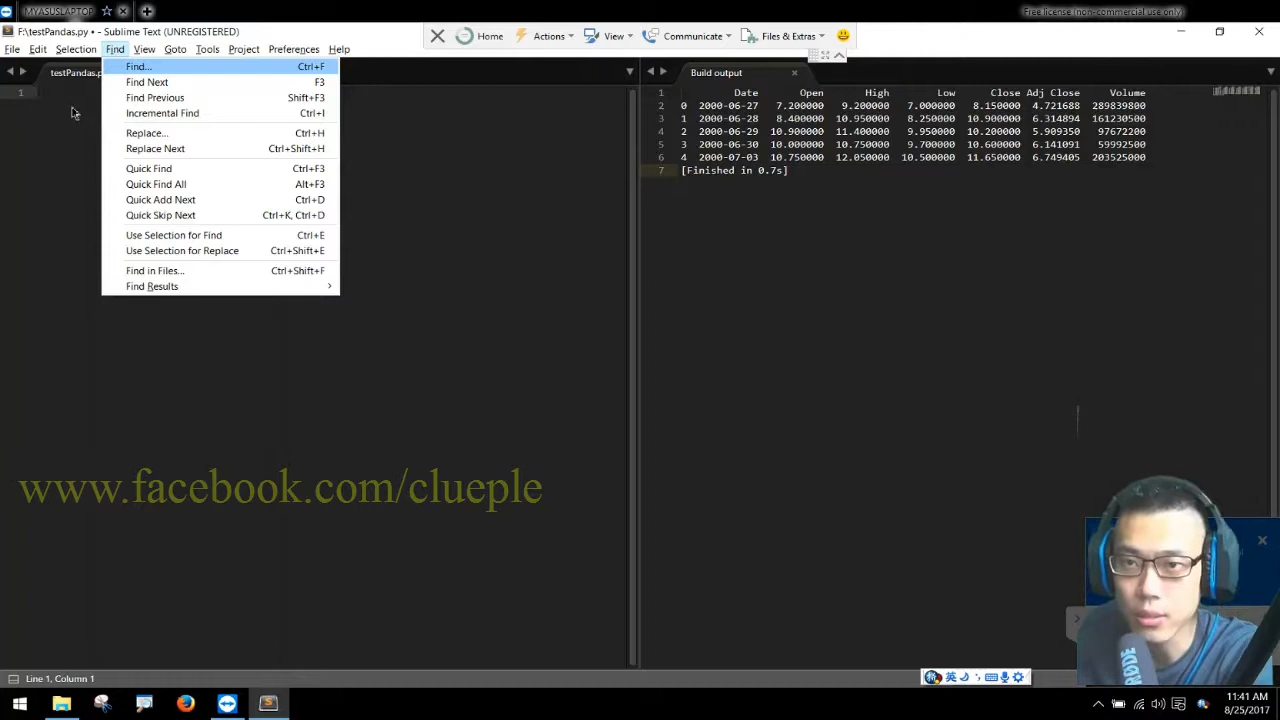 MYASUSLAPTOP
Free license (non-commercial use only)
F:\testPandas.py • - Sublime Text (UNREGISTERED)
Home Actions View Communicate Files & Extras
File Edit Selection Find View Goto Tools Project Preferences Help
testPandas.p
Build output
Find... Ctrl+F
Find Next F3
Find Previous Shift+F3
Incremental Find Ctrl+I
Replace... Ctrl+H
Replace Next Ctrl+Shift+H
Quick Find Ctrl+F3
Quick Find All Alt+F3
Quick Add Next Ctrl+D
Quick Skip Next Ctrl+K, Ctrl+D
Use Selection for Find Ctrl+E
Use Selection for Replace Ctrl+Shift+E
Find in Files... Ctrl+Shift+F
Find Results
1
1 Date Open High Low Close Adj Close Volume
2 0 2000-06-27 7.200000 9.200000 7.000000 8.150000 4.721688 289839800
3 1 2000-06-28 8.400000 10.950000 8.250000 10.900000 6.314894 161230500
4 2 2000-06-29 10.900000 11.400000 9.950000 10.200000 5.909350 97672200
5 3 2000-06-30 10.000000 10.750000 9.700000 10.600000 6.141091 59992500
6 4 2000-07-03 10.750000 12.050000 10.500000 11.650000 6.749405 203525000
7 [Finished in 0.7s]
www.facebook.com/clueple
RØDE
Line 1, Column 1
英
11:41 AM
8/25/2017